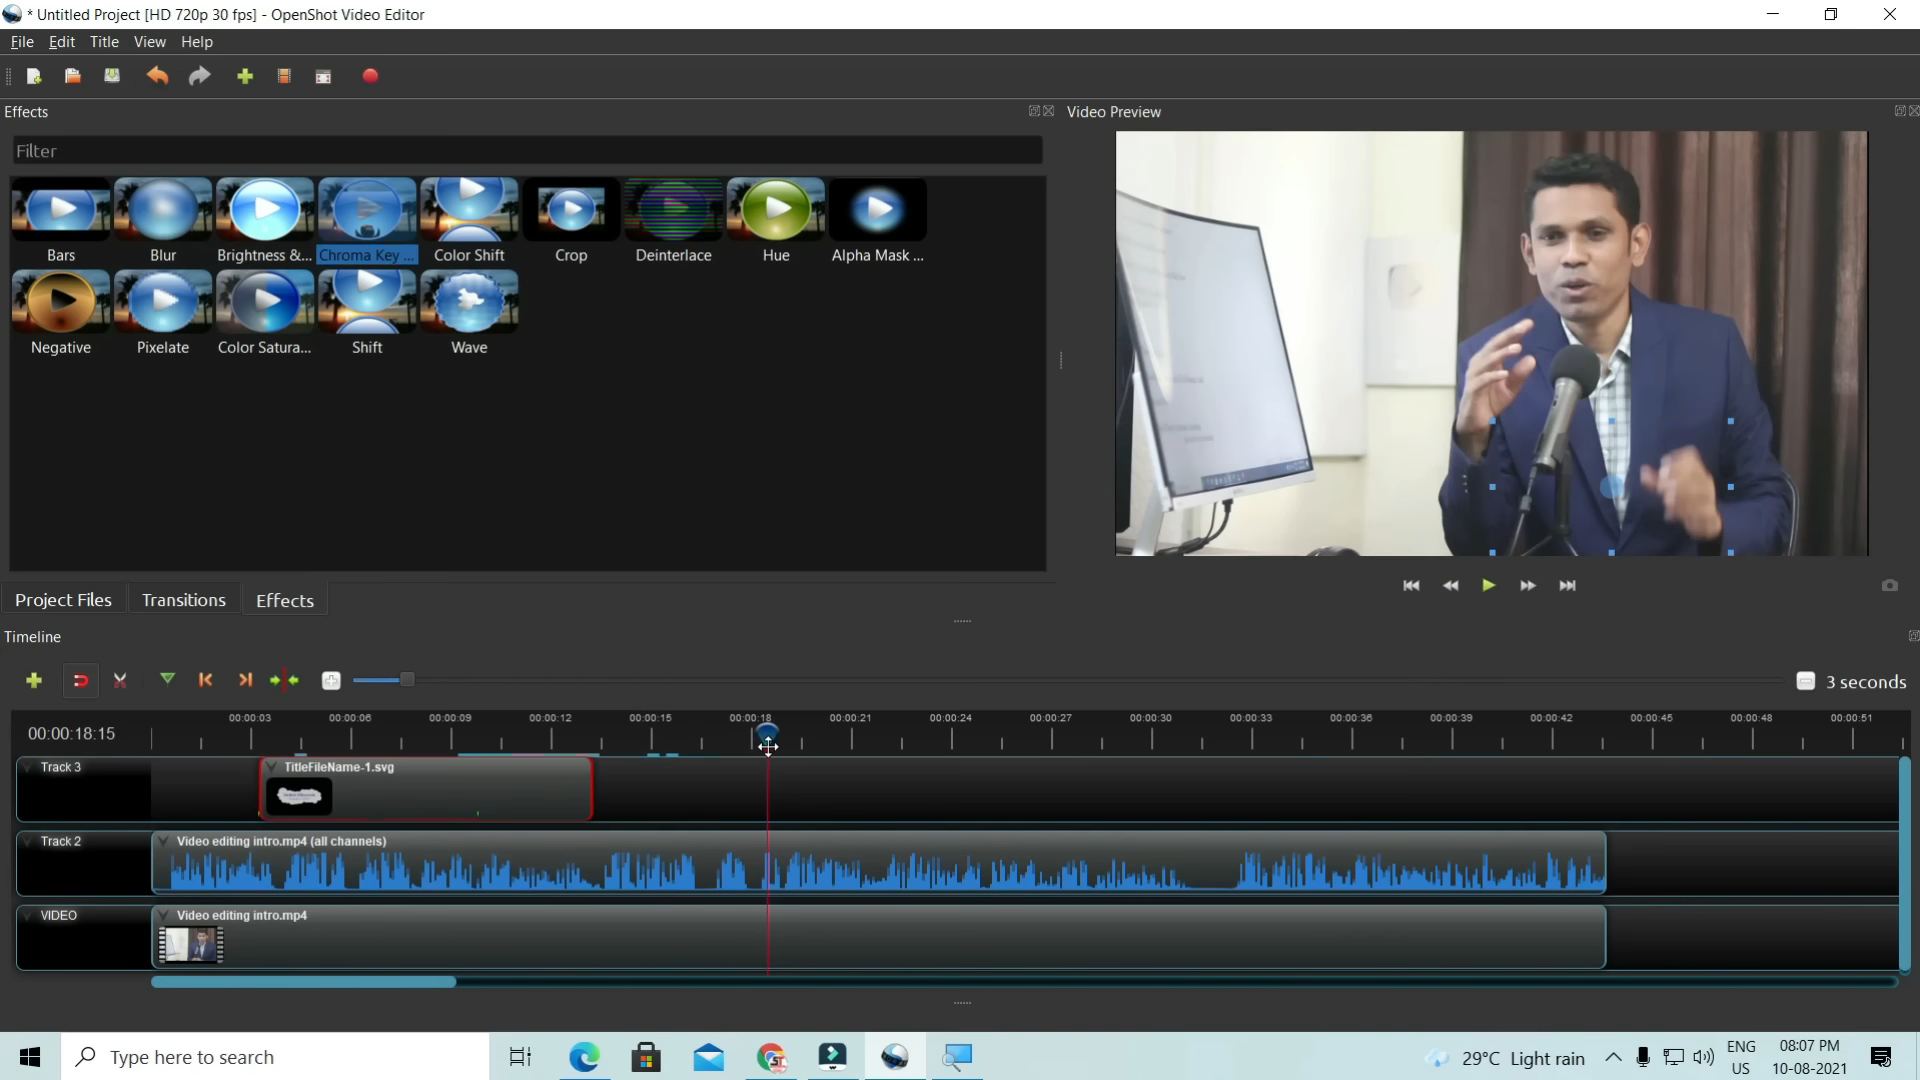 * Untitled Project [HD 720p 30 fps] - OpenShot Video Editor
File Edit Title View Help
Effects
Video Preview
Filter
Bars Blur Brightness &... Chroma Key ... Color Shift Crop Deinterlace Hue Alpha Mask ...
Negative Pixelate Color Satura... Shift Wave
Project Files Transitions Effects
Timeline
3 seconds
00:00:18:15
00:00:03 00:00:06 00:00:09 00:00:12 00:00:15 00:00:18 00:00:21 00:00:24 00:00:27 00:00:30 00:00:33 00:00:36 00:00:39 00:00:42 00:00:45 00:00:48 00:00:51
Track 3 TitleFileName-1.svg
Track 2 Video editing intro.mp4 (all channels)
VIDEO Video editing intro.mp4
Type here to search
29°C Light rain
ENG
US
08:07 PM
10-08-2021